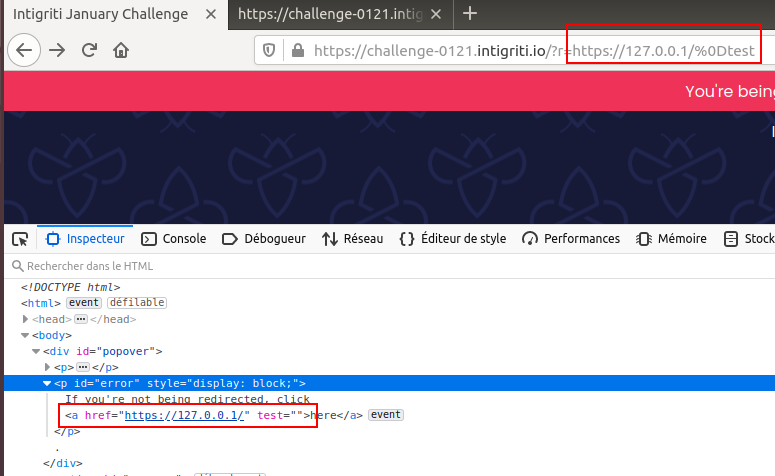 Intigriti January Challenge
https://challenge-0121.intig
https://challenge-0121.intigriti.io/?r=https://127.0.0.1/%0Dtest
You're being
Inspecteur Console Débogueur Réseau Éditeur de style Performances Mémoire Stock
Rechercher dans le HTML
<!DOCTYPE html>
<html> event défilable
<head> ••• </head>
<body>
<div id="popover">
<p> ••• </p>
<p id="error" style="display: block;">
If you're not being redirected, click
<a href="https://127.0.0.1/" test="">here</a> event
</p>
.
</div>